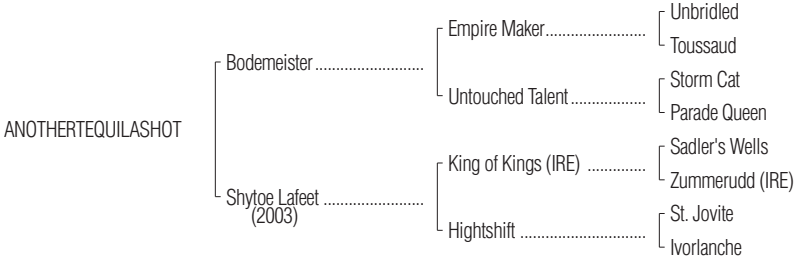 Unbridled
Empire Maker..........................
Toussaud
Bodemeister...........................
Storm Cat
Untouched Talent...................
Parade Queen
ANOTHERTEQUILASHOT
Sadler's Wells
King of Kings (IRE) ...............
Zummerudd (IRE)
Shytoe Lafeet .........................
(2003)
St. Jovite
Hightshift ...............................
Ivorlanche